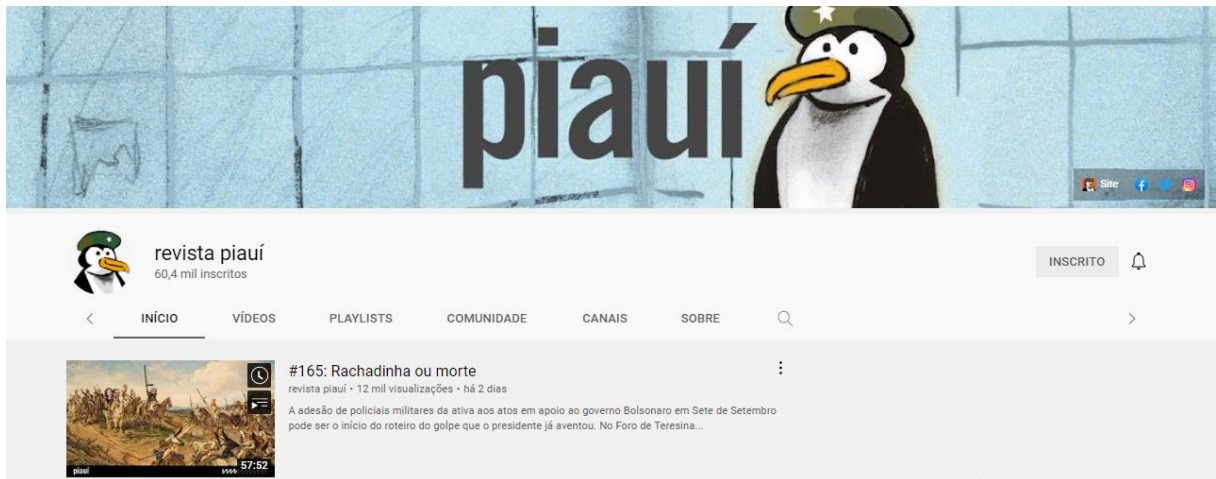 piauí
Site
revista piauí
60,4 mil inscritos
INSCRITO
INÍCIO
VÍDEOS
PLAYLISTS
COMUNIDADE
CANAIS
SOBRE
#165: Rachadinha ou morte
revista piauí • 12 mil visualizações • há 2 dias
A adesão de policiais militares da ativa aos atos em apoio ao governo Bolsonaro em Sete de Setembro
pode ser o início do roteiro do golpe que o presidente já aventou. No Foro de Teresina...
piauí
57:52